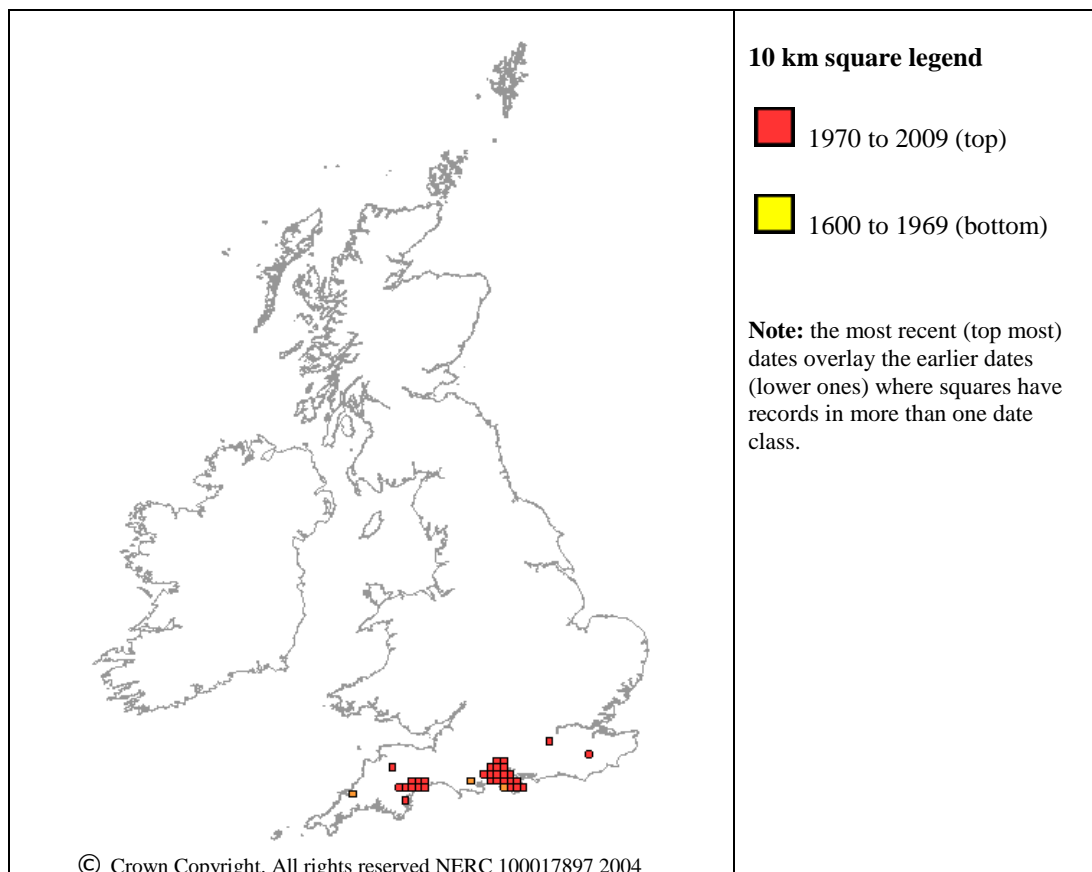 10 km square legend
1970 to 2009 (top)
1600 to 1969 (bottom)
Note: the most recent (top most)
dates overlay the earlier dates
(lower ones) where squares have
records in more than one date
class.
© Crown Copyright. All rights reserved NERC 100017897 2004